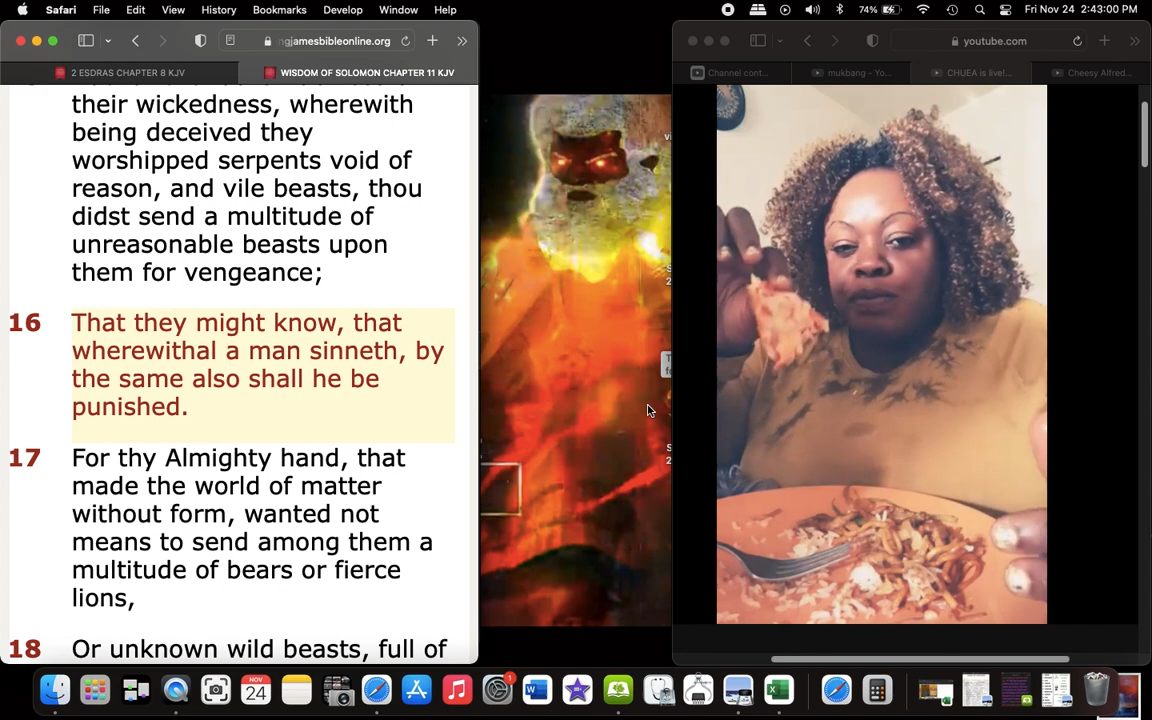 Safari File Edit View History Bookmarks Develop Window Help 74% Fri Nov 24 2:43:00 PM
ngjamesbibleonline.org
2 ESDRAS CHAPTER 8 KJV WISDOM OF SOLOMON CHAPTER 11 KJV
their wickedness, wherewith
being deceived they
worshipped serpents void of
reason, and vile beasts, thou
didst send a multitude of
unreasonable beasts upon
them for vengeance;
16 That they might know, that
wherewithal a man sinneth, by
the same also shall he be
punished.
17 For thy Almighty hand, that
made the world of matter
without form, wanted not
means to send among them a
multitude of bears or fierce
lions,
18 Or unknown wild beasts, full of
youtube.com
Channel cont... mukbang - Yo... CHUEA is live!... Cheesy Alfred...
NOV
24
1